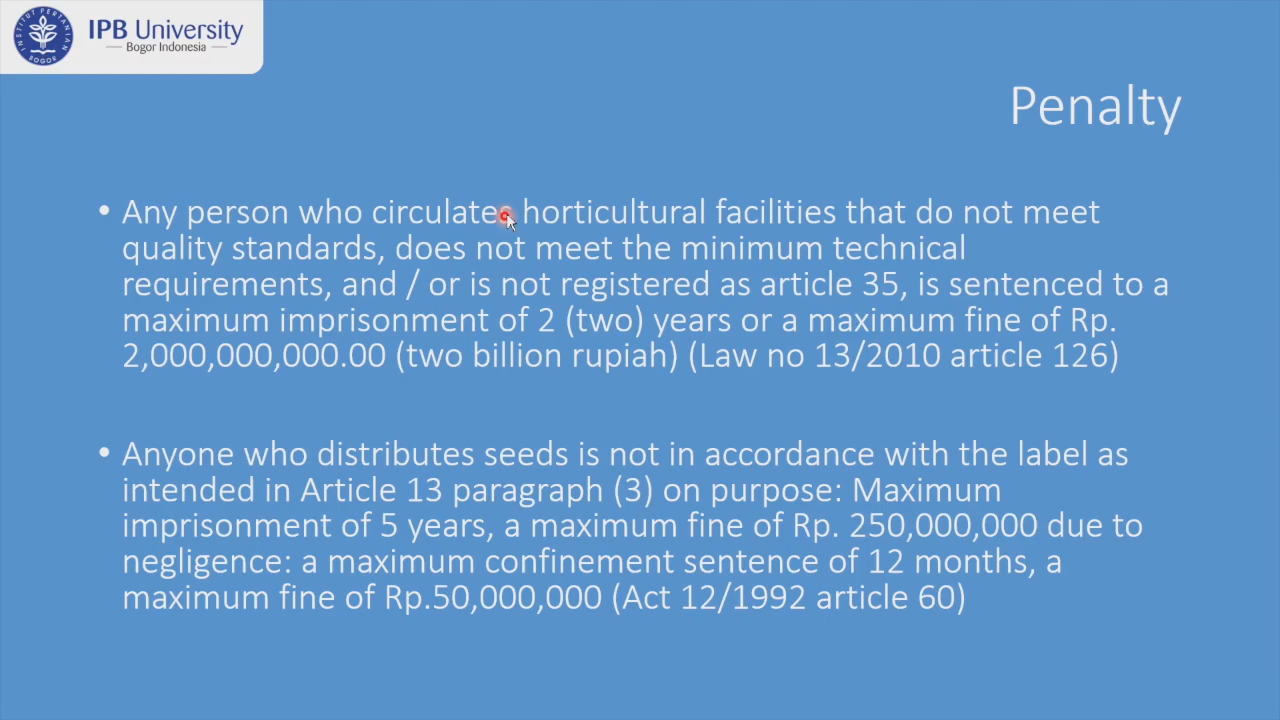 INSTITUT PERTANIAN BOGOR
IPB University
Bogor Indonesia
Penalty
• Any person who circulates horticultural facilities that do not meet
quality standards, does not meet the minimum technical
requirements, and / or is not registered as article 35, is sentenced to a
maximum imprisonment of 2 (two) years or a maximum fine of Rp.
2,000,000,000.00 (two billion rupiah) (Law no 13/2010 article 126)
• Anyone who distributes seeds is not in accordance with the label as
intended in Article 13 paragraph (3) on purpose: Maximum
imprisonment of 5 years, a maximum fine of Rp. 250,000,000 due to
negligence: a maximum confinement sentence of 12 months, a
maximum fine of Rp.50,000,000 (Act 12/1992 article 60)